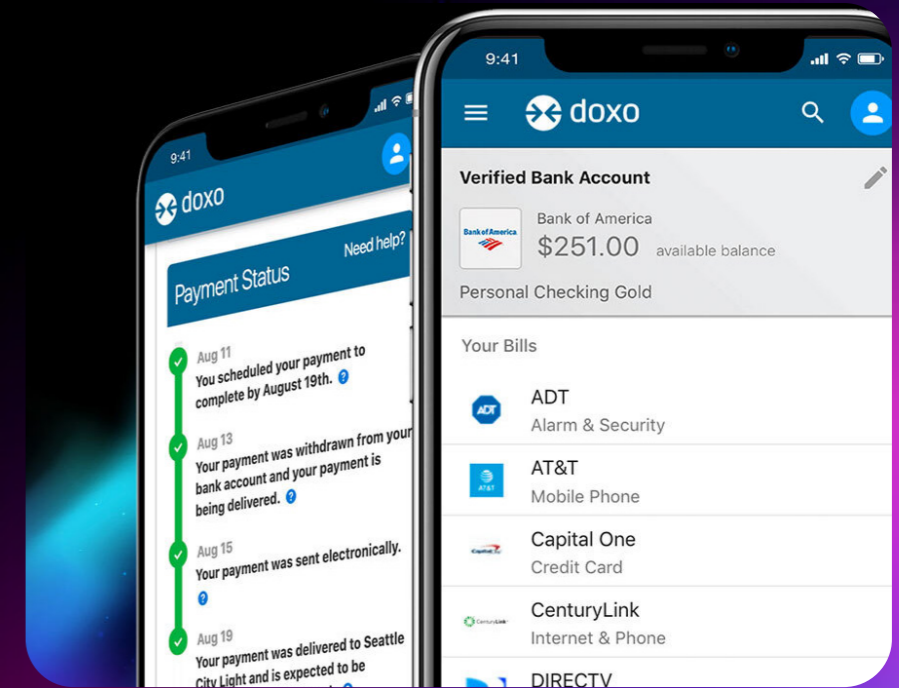 9:41
doxo
Payment Status
Need help?
Aug 11
You scheduled your payment to
complete by August 19th.
Aug 13
Your payment was withdrawn from your
bank account and your payment is
being delivered.
Aug 15
Your payment was sent electronically.
Aug 19
Your payment was delivered to Seattle
City Light and is expected to be
9:41
doxo
Verified Bank Account
Bank of America
Bank of America
$251.00 available balance
Personal Checking Gold
Your Bills
ADT
ADT
Alarm & Security
AT&T
AT&T
Mobile Phone
Capital One
Capital One
Credit Card
CenturyLink
CenturyLink
Internet & Phone
DIRECTV